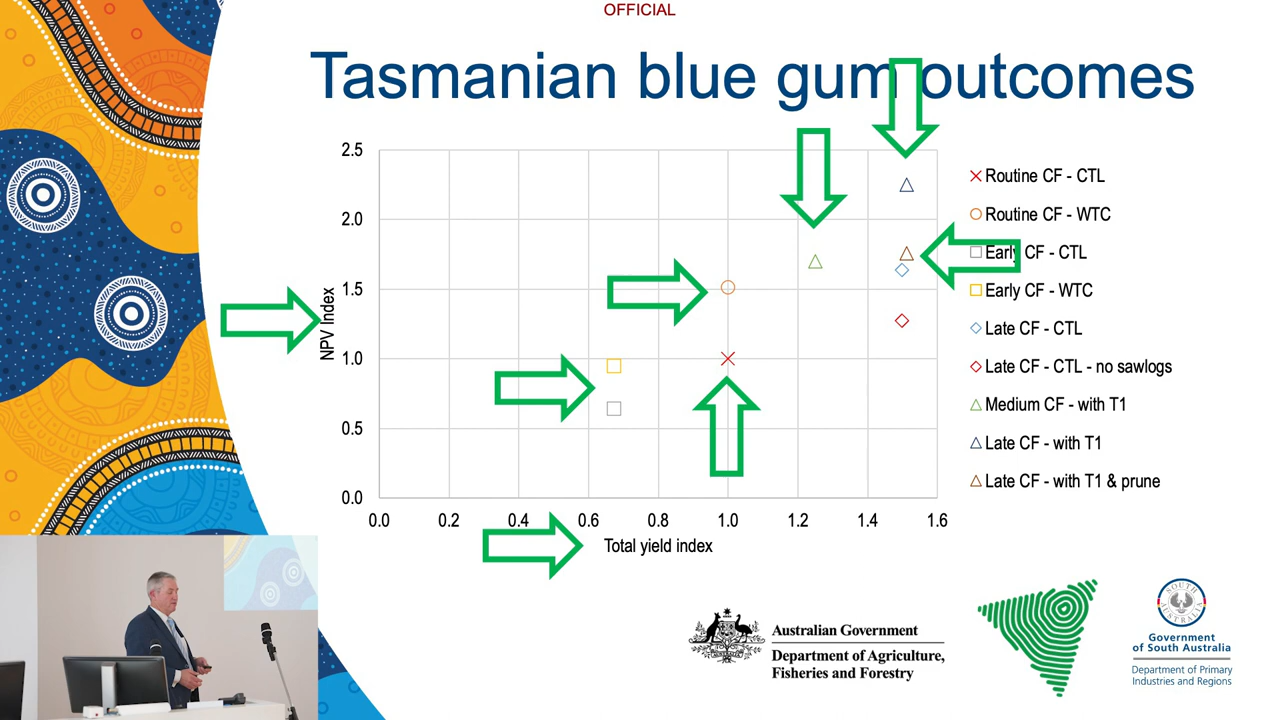 OFFICIAL
Tasmanian blue gum outcomes
NPV Index
2.5
2.0
1.5
1.0
0.5
0.0
0.0 0.2 0.4 0.6 0.8 1.0 1.2 1.4 1.6
Total yield index
Routine CF - CTL
Routine CF - WTC
Early CF - CTL
Early CF - WTC
Late CF - CTL
Late CF - CTL - no sawlogs
Medium CF - with T1
Late CF - with T1
Late CF - with T1 & prune
Australian Government
Department of Agriculture,
Fisheries and Forestry
SOUTH
AUSTRALIA
Government
of South Australia
Department of Primary
Industries and Regions